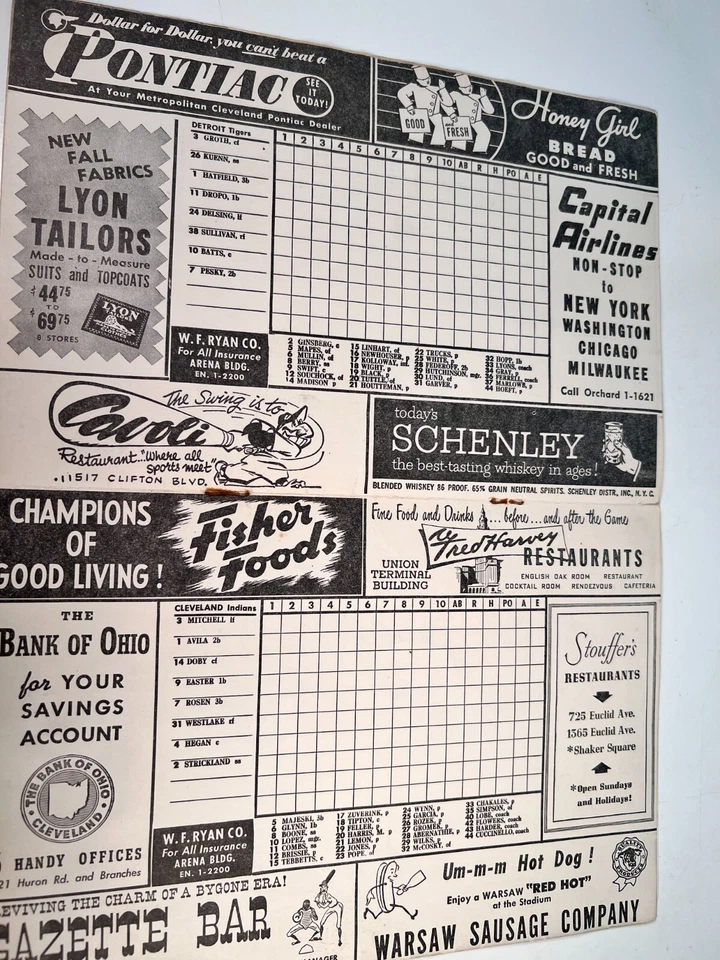 Dollar for Dollar, you can't beat a
PONTIAC
SEE IT TODAY!
At Your Metropolitan Cleveland Pontiac Dealer
GOOD and FRESH
Honey Girl
BREAD
GOOD and FRESH
NEW
FALL
FABRICS
LYON
TAILORS
Made-to-Measure
SUITS and TOPCOATS
$44.75
TO
$69.75
8 STORES
LYON
DETROIT Tigers 1 2 3 4 5 6 7 8 9 10 AB R H PO A E
3 GROTH, cf
26 KUENN, ss
1 HATFIELD, 3b
11 DROPO, 1b
24 DELSING, lf
38 SULLIVAN, rf
10 BATTS, c
7 PESKY, 2b
W. F. RYAN CO.
For All Insurance
ARENA BLDG.
EN. 1-2200
2 GINSBERG, c
5 MAPES, of
6 MULLIN, of
8 BERRY, ss
9 SWIFT, c
12 SOUCHOCK, of
14 MADISON p
15 LINHART, of
16 NEWHOUSER, p
17 KOLLOWAY, inf.
18 WIGHT, p
19 BLACK, p
20 TUTTLE, of
21 HOUTTEMAN, p
22 TRUCKS, p
25 WHITE, p
28 FEDEROFF, 2b
29 HUTCHINSON, mgr.
30 LUND, of
31 GARVER, p
32 HOPP, 1b
33 LYONS, coach
34 GRAY, p
36 FERRELL, coach
37 MARLOWE, p
44 HOEFT, p
Capital
Airlines
NON-STOP
to
NEW YORK
WASHINGTON
CHICAGO
MILWAUKEE
Call Orchard 1-1621
The Swing is to
Cavoli
Restaurant.."Where all
sports meet"
11517 CLIFTON BLVD.
today's
SCHENLEY
the best-tasting whiskey in ages!
BLENDED WHISKEY 86 PROOF. 65% GRAIN NEUTRAL SPIRITS. SCHENLEY DISTR., INC., N. Y. C.
CHAMPIONS
OF
GOOD LIVING!
Fisher
Foods
Fine Food and Drinks ... before ... and after the Game
Fred Harvey
RESTAURANTS
UNION
TERMINAL
BUILDING
ENGLISH OAK ROOM RESTAURANT
COCKTAIL ROOM RENDEZVOUS CAFETERIA
THE
BANK OF OHIO
for YOUR
SAVINGS
ACCOUNT
THE BANK OF OHIO
CLEVELAND
HANDY OFFICES
21 Huron Rd. and Branches
CLEVELAND Indians 1 2 3 4 5 6 7 8 9 10 AB R H PO A E
3 MITCHELL lf
1 AVILA 2b
14 DOBY cf
9 EASTER 1b
7 ROSEN 3b
31 WESTLAKE rf
4 HEGAN c
2 STRICKLAND ss
W. F. RYAN CO.
For All Insurance
ARENA BLDG.
EN. 1-2200
5 MAJESKI, 3b
6 GLYNN, 1b
8 BOONE, ss
10 LOPEZ, mgr.
11 COMBS, ss
12 BRISSIE, p
15 TEBBETTS, c
17 ZUVERINK, p
18 TIPTON, c
19 FELLER, p
20 HARRIS, M. p
21 LEMON, p
22 JONES, p
23 POPE, of
24 WYNN, p
25 GARCIA, p
26 ROZEK, p
27 GROMEK, p
28 ABERNATHIE, p
29 WILKS, p
32 McCOSKY, of
33 CHAKALES, p
35 SIMPSON, of
40 LOBE, coach
42 FLOWERS, coach
43 HARDER, coach
44 CUCCINELLO, coach
Stouffer's
RESTAURANTS
725 Euclid Ave.
1365 Euclid Ave.
*Shaker Square
*Open Sundays
and Holidays!
REVIVING THE CHARM OF A BYGONE ERA!
GAZETTE BAR
MANAGER
Um-m-m Hot Dog!
Enjoy a WARSAW "RED HOT"
at the Stadium
WARSAW SAUSAGE COMPANY
QUALITY